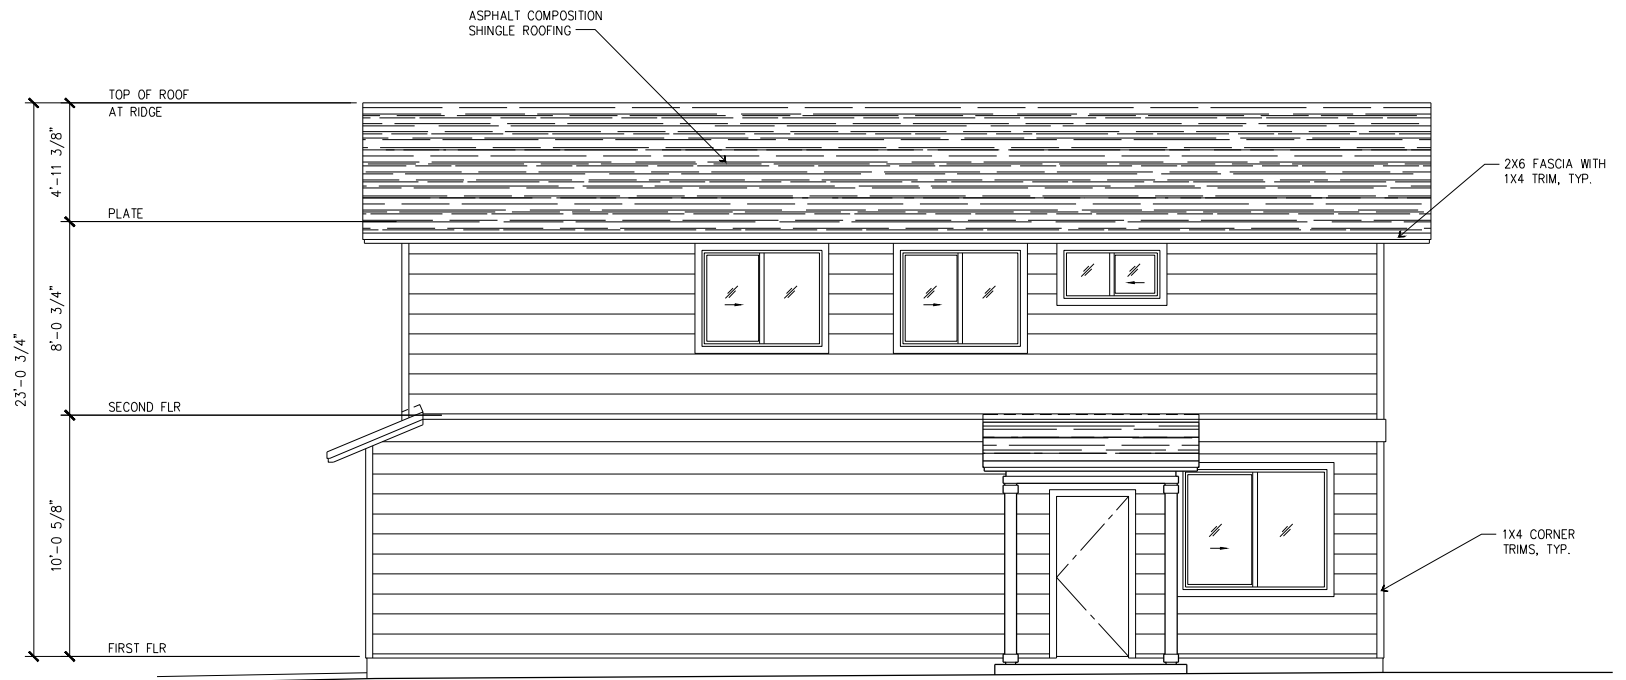 ASPHALT COMPOSITION
SHINGLE ROOFING
TOP OF ROOF
AT RIDGE
4'-11 3/8"
2X6 FASCIA WITH
1X4 TRIM, TYP.
PLATE
8'-0 3/4"
23'-0 3/4"
SECOND FLR
10'-0 5/8"
1X4 CORNER
TRIMS, TYP.
FIRST FLR